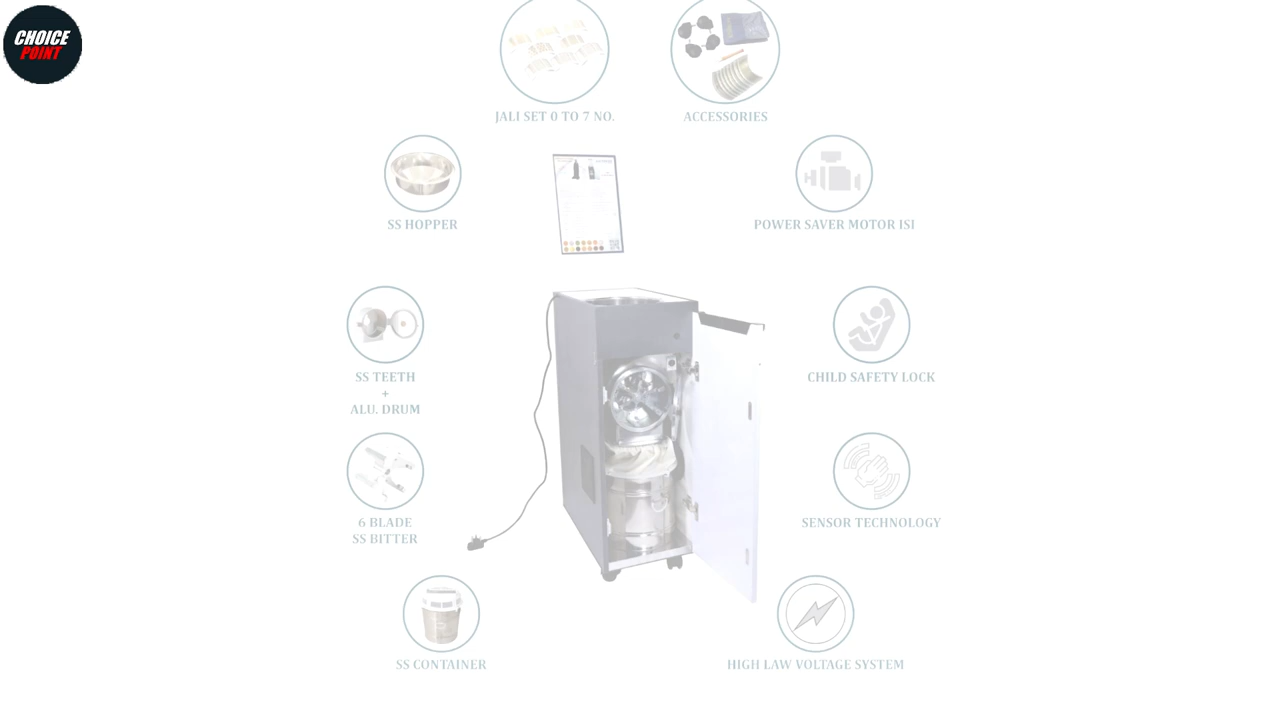 CHOICE
POINT
JALI SET 0 TO 7 NO.
ACCESSORIES
SS HOPPER
POWER SAVER MOTOR ISI
SS TEETH
+
ALU. DRUM
CHILD SAFETY LOCK
6 BLADE
SS BITTER
SENSOR TECHNOLOGY
SS CONTAINER
HIGH LAW VOLTAGE SYSTEM